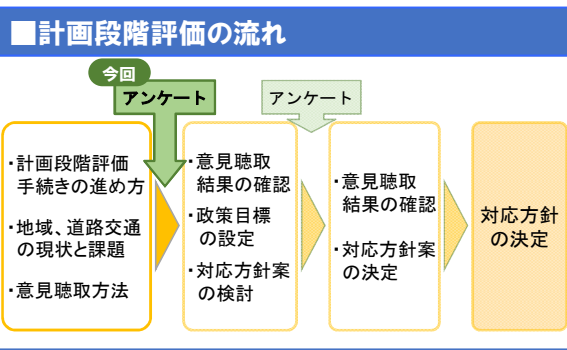 ■計画段階評価の流れ
今回
アンケート
アンケート
・計画段階評価
手続きの進め方
・地域、道路交通
の現状と課題
・意見聴取方法
・意見聴取
結果の確認
・政策目標
の設定
・対応方針案
の検討
・意見聴取
結果の確認
・対応方針案
の決定
対応方針
の決定